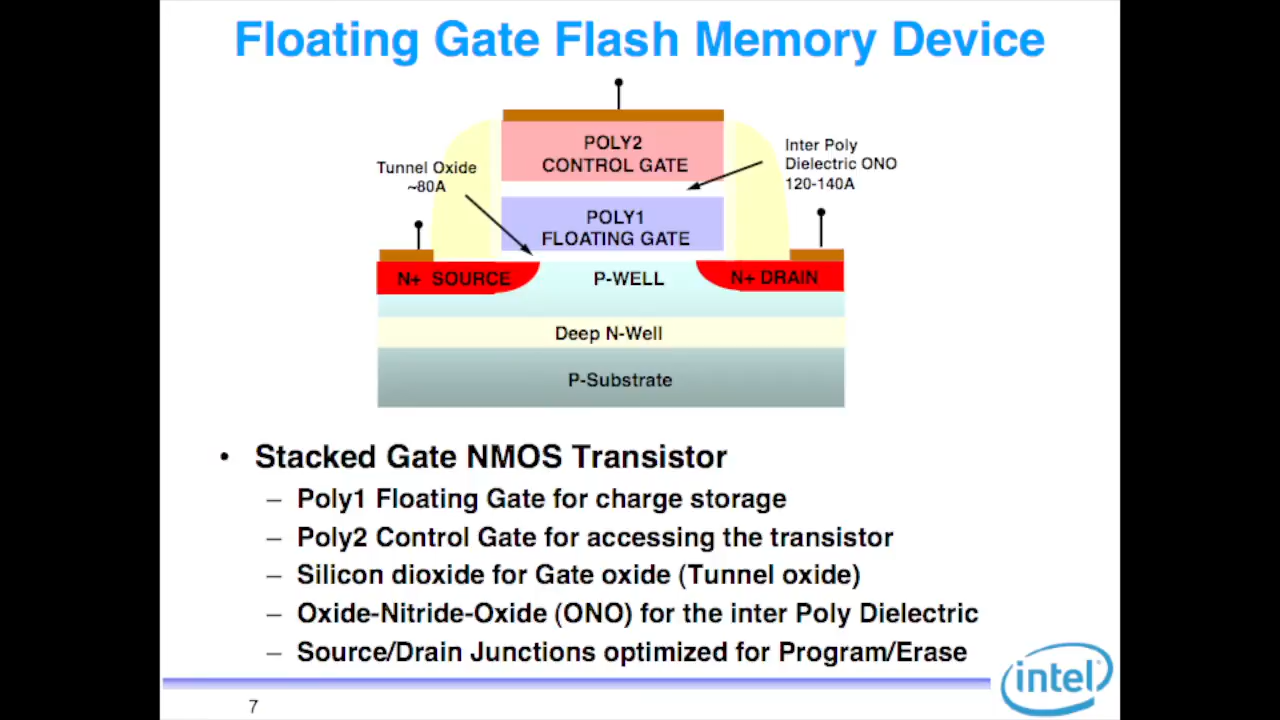 Floating Gate Flash Memory Device
POLY2
CONTROL GATE
Inter Poly
Dielectric ONO
120-140A
Tunnel Oxide
~80A
POLY1
FLOATING GATE
N+ SOURCE
P-WELL
N+ DRAIN
Deep N-Well
P-Substrate
• Stacked Gate NMOS Transistor
– Poly1 Floating Gate for charge storage
– Poly2 Control Gate for accessing the transistor
– Silicon dioxide for Gate oxide (Tunnel oxide)
– Oxide-Nitride-Oxide (ONO) for the inter Poly Dielectric
– Source/Drain Junctions optimized for Program/Erase
intel
7